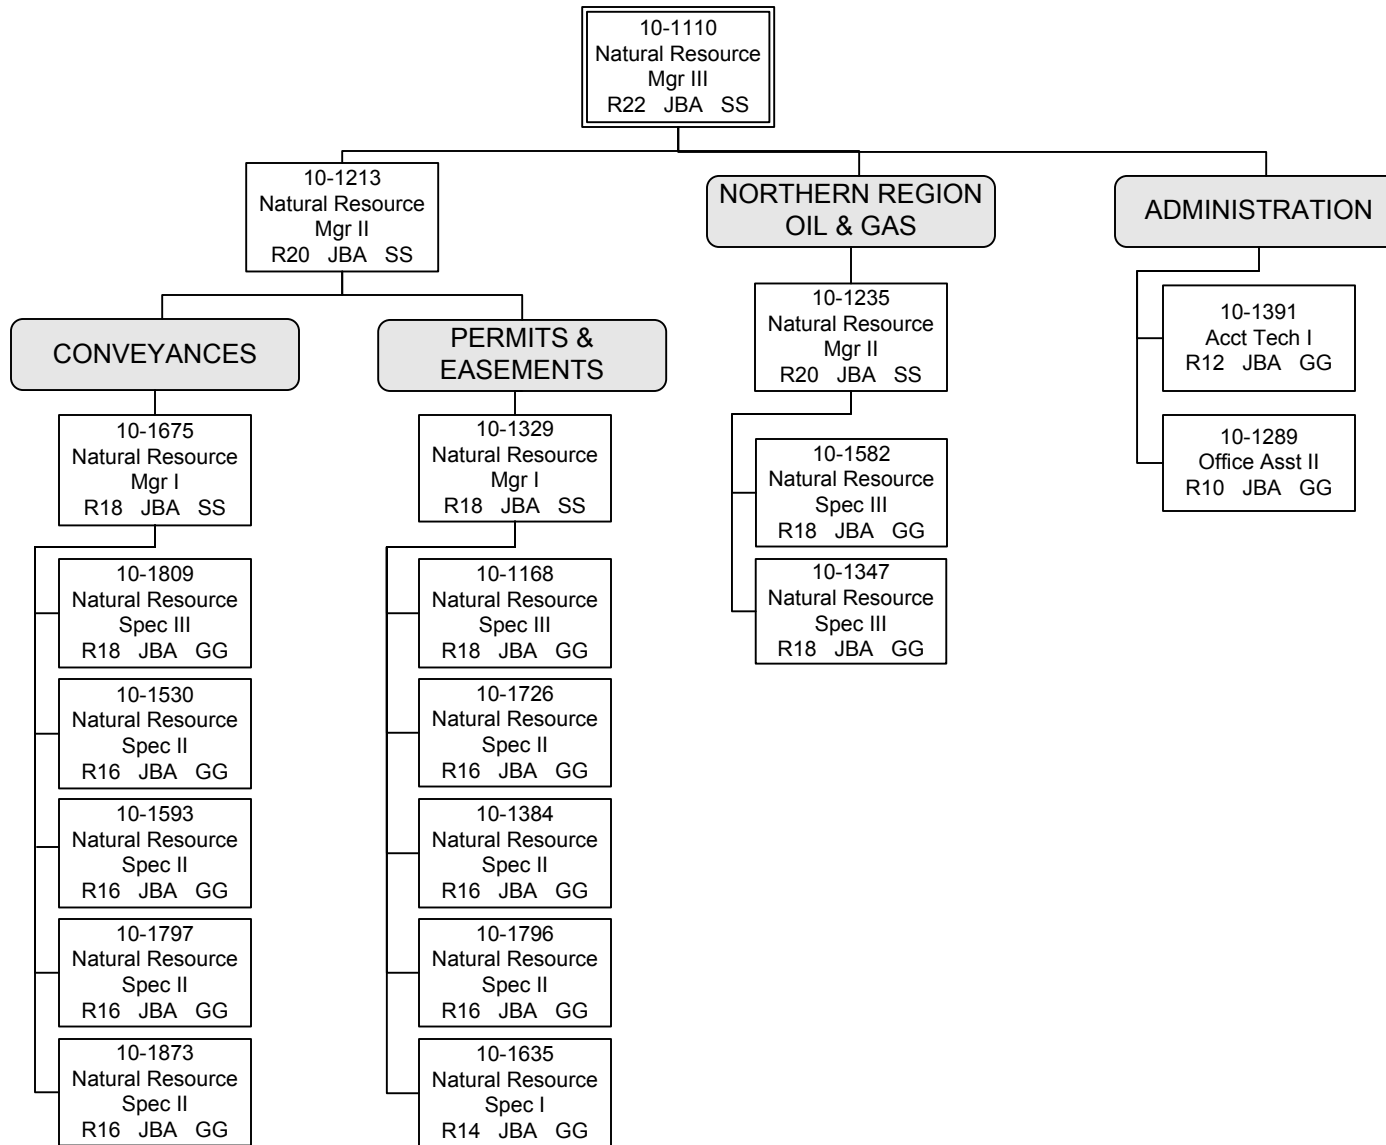 10-1110
Natural Resource
Mgr III
R22 JBA SS
10-1213
Natural Resource
Mgr II
R20 JBA SS
CONVEYANCES
10-1675
Natural Resource
Mgr I
R18 JBA SS
10-1809
Natural Resource
Spec III
R18 JBA GG
10-1530
Natural Resource
Spec II
R16 JBA GG
10-1593
Natural Resource
Spec II
R16 JBA GG
10-1797
Natural Resource
Spec II
R16 JBA GG
10-1873
Natural Resource
Spec II
R16 JBA GG
PERMITS &
EASEMENTS
10-1329
Natural Resource
Mgr I
R18 JBA SS
10-1168
Natural Resource
Spec III
R18 JBA GG
10-1726
Natural Resource
Spec II
R16 JBA GG
10-1384
Natural Resource
Spec II
R16 JBA GG
10-1796
Natural Resource
Spec II
R16 JBA GG
10-1635
Natural Resource
Spec I
R14 JBA GG
NORTHERN REGION
OIL & GAS
10-1235
Natural Resource
Mgr II
R20 JBA SS
10-1582
Natural Resource
Spec III
R18 JBA GG
10-1347
Natural Resource
Spec III
R18 JBA GG
ADMINISTRATION
10-1391
Acct Tech I
R12 JBA GG
10-1289
Office Asst II
R10 JBA GG